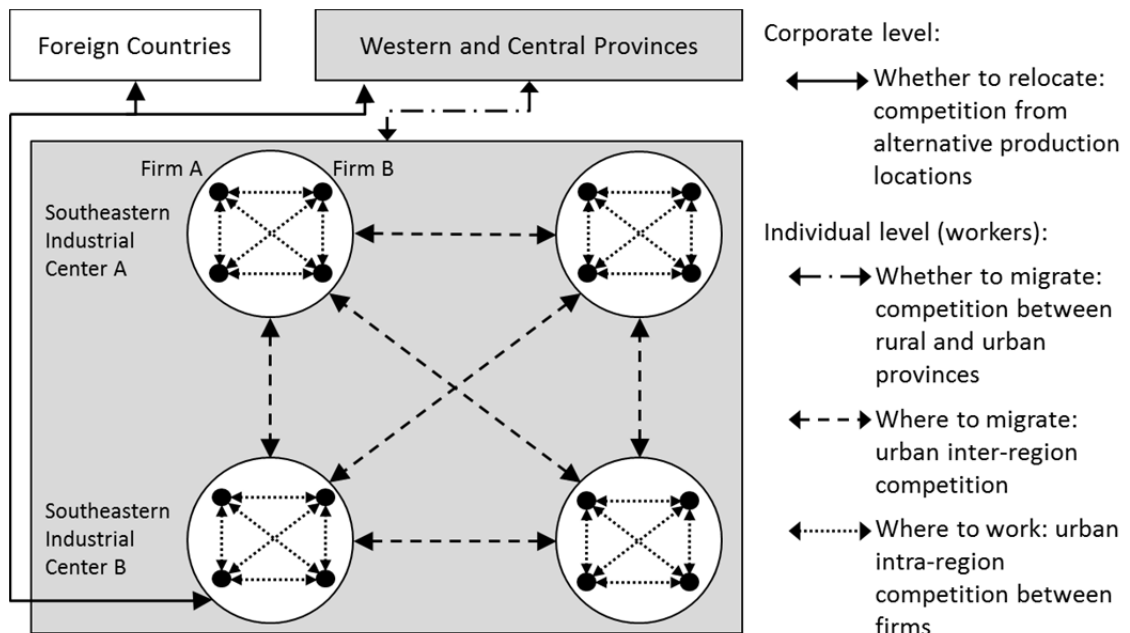 Foreign Countries
Western and Central Provinces
Firm A
Firm B
Southeastern
Industrial
Center A
Southeastern
Industrial
Center B
Corporate level:
Whether to relocate:
competition from
alternative production
locations
Individual level (workers):
Whether to migrate:
competition between
rural and urban
provinces
Where to migrate:
urban inter-region
competition
Where to work: urban
intra-region
competition between
firms